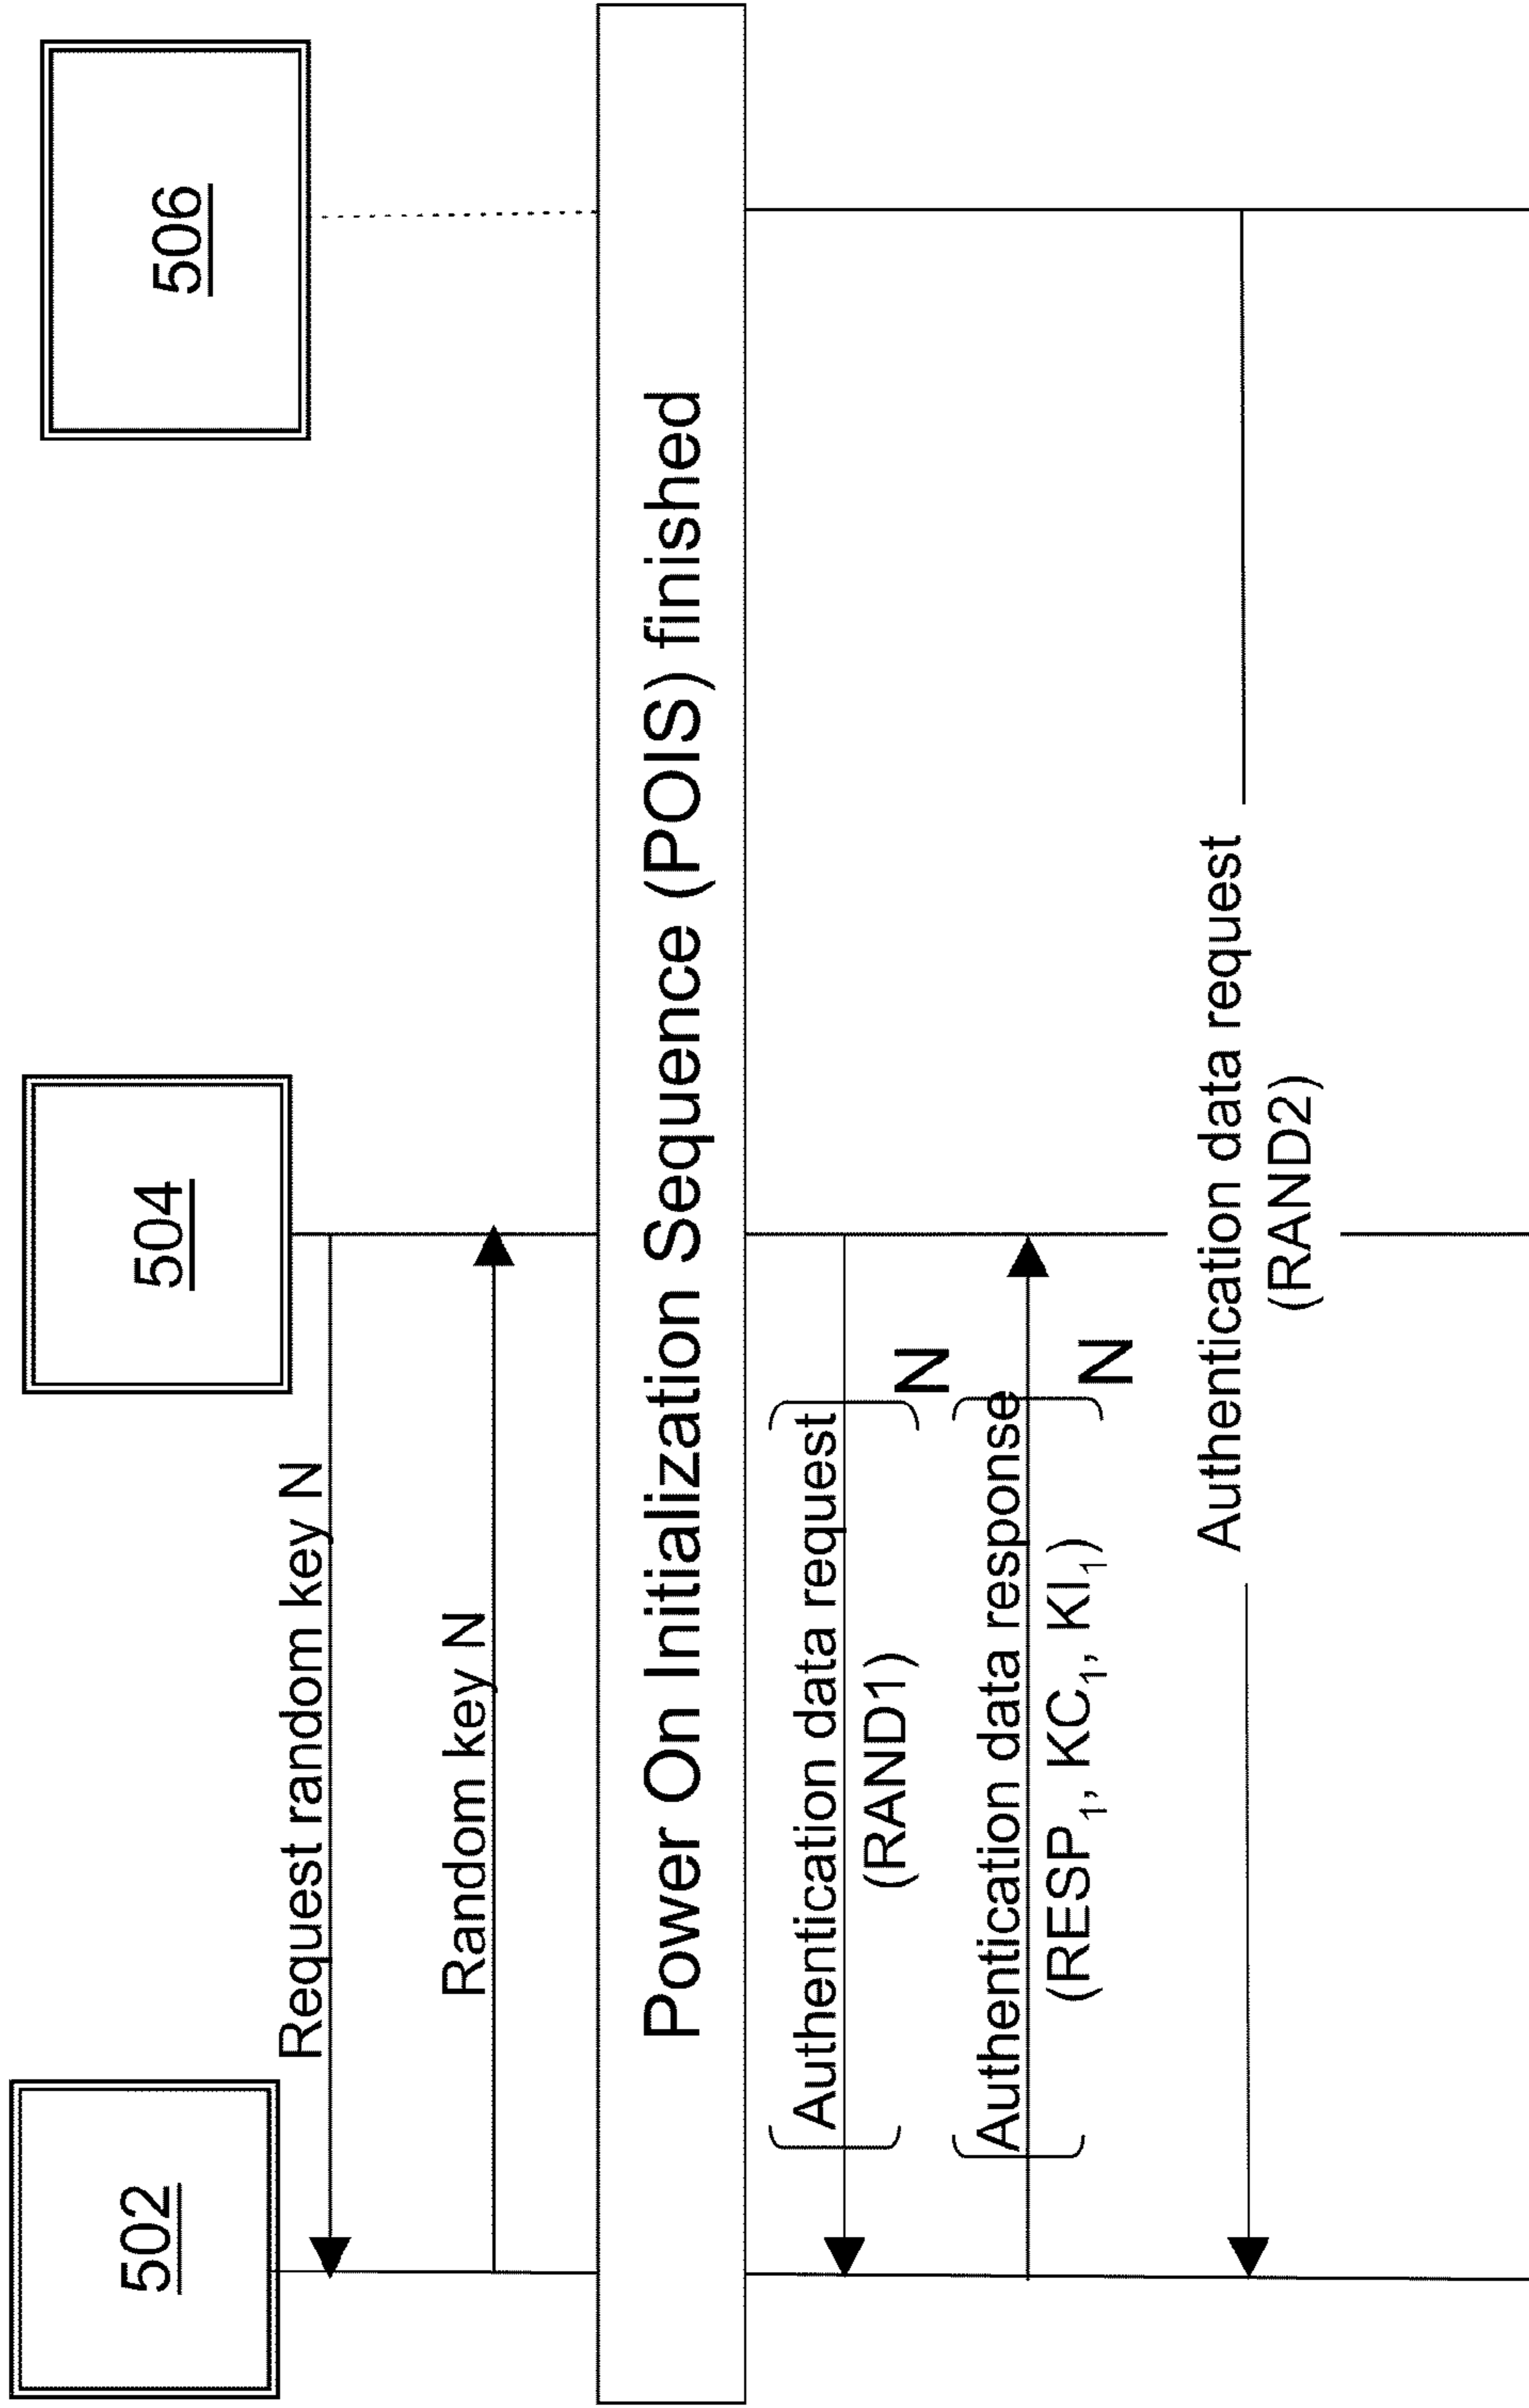 502
504
506
Request random key N
Random key N
Power On Initialization Sequence (POIS) finished
Authentication data request
(RAND1)
N
Authentication data response
(RESP₁, KC₁, KI₁)
N
Authentication data request
(RAND2)